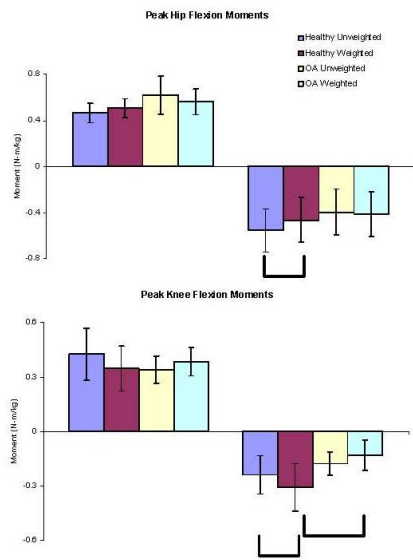 Peak Hip Flexion Moments
Healthy Unweighted
Healthy Weighted
OA Unweighted
OA Weighted
Moment (N-m/kg)
0.8
0.4
0
-0.4
-0.8
Peak Knee Flexion Moments
Moment (N-m/kg)
0.6
0.3
0
-0.3
-0.6